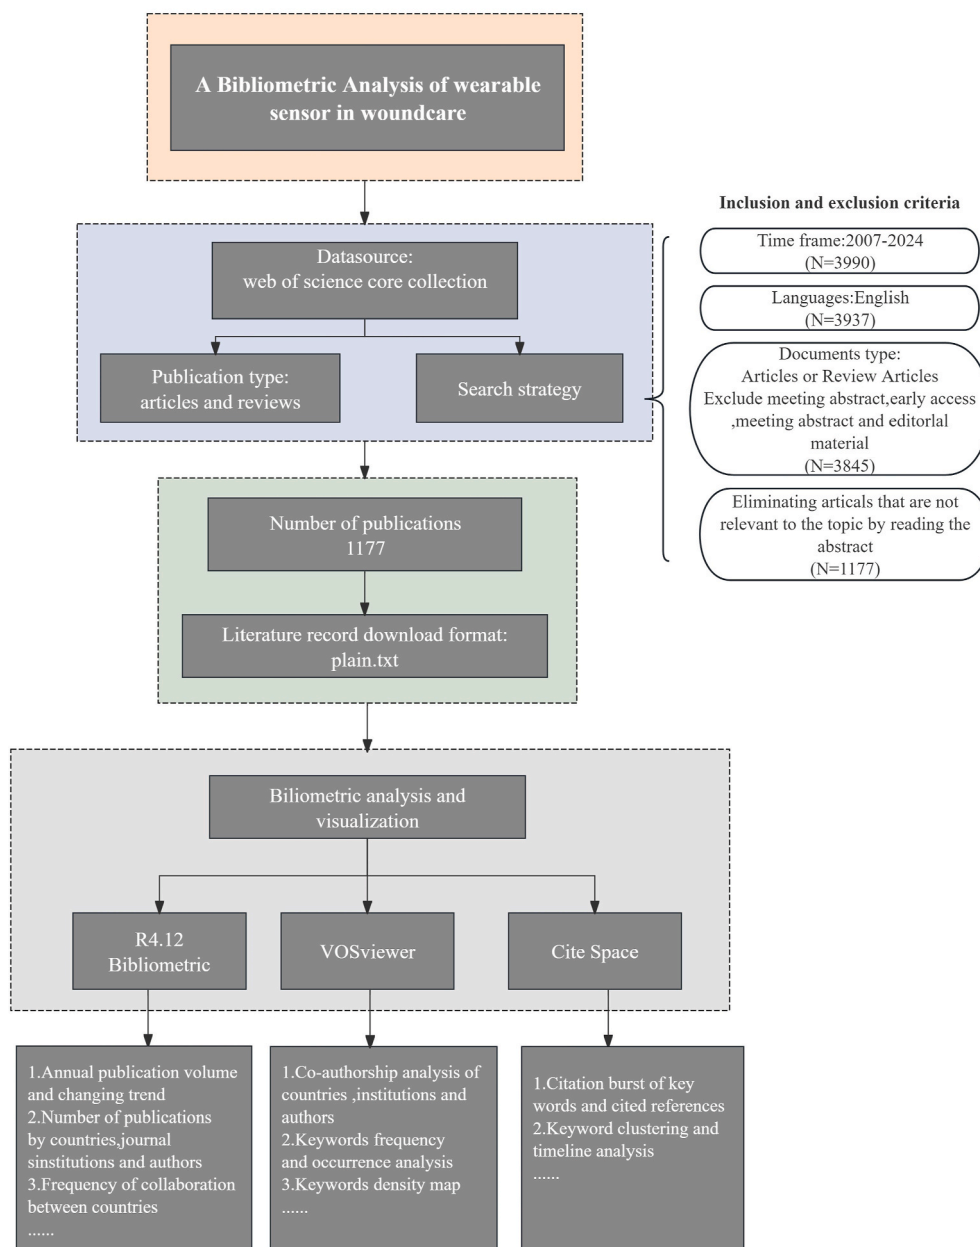 A Bibliometric Analysis of wearable
sensor in woundcare
Datasource:
web of science core collection
Publication type:
articles and reviews
Search strategy
Inclusion and exclusion criteria
Time frame:2007-2024
(N=3990)
Languages:English
(N=3937)
Documents type:
Articles or Review Articles
Exclude meeting abstract,early access
,meeting abstract and editorlal
material
(N=3845)
Eliminating articals that are not
relevant to the topic by reading the
abstract
(N=1177)
Number of publications
1177
Literature record download format:
plain.txt
Biliometric analysis and
visualization
R4.12
Bibliometric
VOSviewer
Cite Space
1.Annual publication volume
and changing trend
2.Number of publications
by countries,journal
sinstitutions and authors
3.Frequency of collaboration
between countries
......
1.Co-authorship analysis of
countries ,institutions and
authors
2.Keywords frequency
and occurrence analysis
3.Keywords density map
......
1.Citation burst of key
words and cited references
2.Keyword clustering and
timeline analysis
......